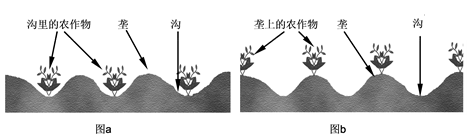 沟里的农作物 垄 沟
垄上的农作物 垄 沟
图a
图b